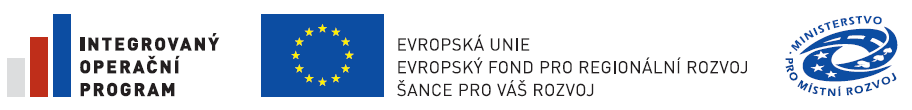 INTEGROVANÝ
OPERAČNÍ
PROGRAM
EVROPSKÁ UNIE
EVROPSKÝ FOND PRO REGIONÁLNÍ ROZVOJ
ŠANCE PRO VÁŠ ROZVOJ
MINISTERSTVO
PRO MÍSTNÍ ROZVOJ